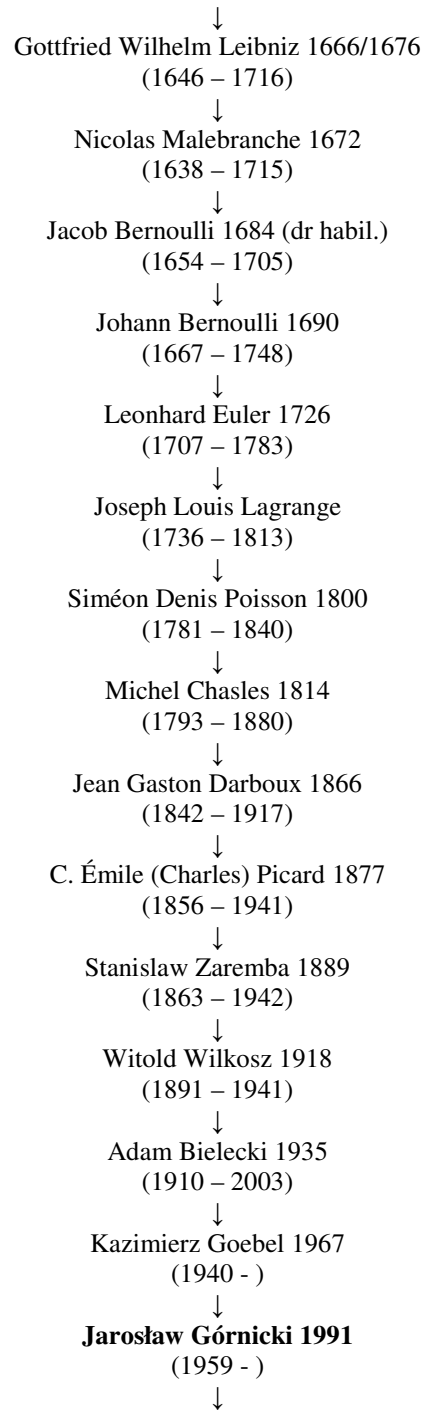 ↓
Gottfried Wilhelm Leibniz 1666/1676
(1646 – 1716)
↓
Nicolas Malebranche 1672
(1638 – 1715)
↓
Jacob Bernoulli 1684 (dr habil.)
(1654 – 1705)
↓
Johann Bernoulli 1690
(1667 – 1748)
↓
Leonhard Euler 1726
(1707 – 1783)
↓
Joseph Louis Lagrange
(1736 – 1813)
↓
Siméon Denis Poisson 1800
(1781 – 1840)
↓
Michel Chasles 1814
(1793 – 1880)
↓
Jean Gaston Darboux 1866
(1842 – 1917)
↓
C. Émile (Charles) Picard 1877
(1856 – 1941)
↓
Stanislaw Zaremba 1889
(1863 – 1942)
↓
Witold Wilkosz 1918
(1891 – 1941)
↓
Adam Bielecki 1935
(1910 – 2003)
↓
Kazimierz Goebel 1967
(1940 - )
↓
Jarosław Górnicki 1991
(1959 - )
↓